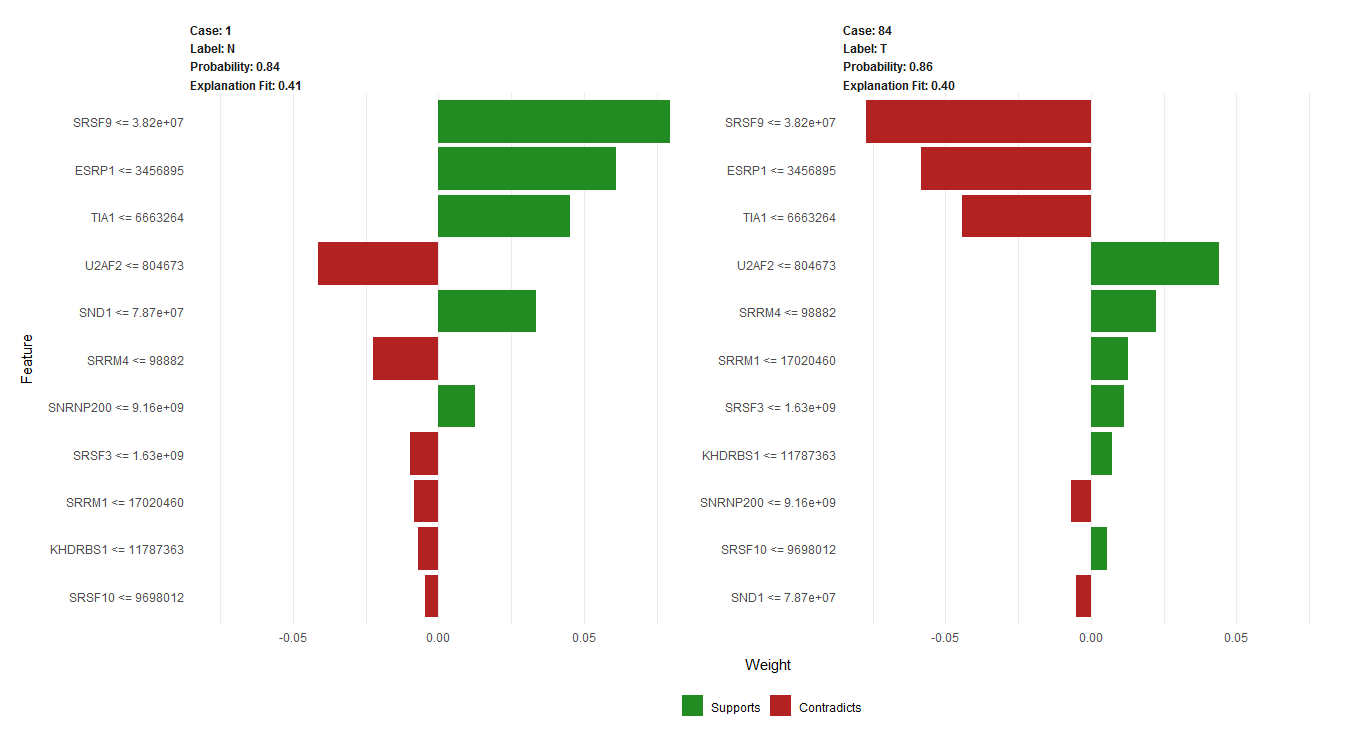 Case: 1
Label: N
Probability: 0.84
Explanation Fit: 0.41
SRSF9 <= 3.82e+07
ESRP1 <= 3456895
TIA1 <= 6663264
U2AF2 <= 804673
SND1 <= 7.87e+07
SRRM4 <= 98882
SNRNP200 <= 9.16e+09
SRSF3 <= 1.63e+09
SRRM1 <= 17020460
KHDRBS1 <= 11787363
SRSF10 <= 9698012
-0.05
0.00
0.05
Case: 84
Label: T
Probability: 0.86
Explanation Fit: 0.40
SRSF9 <= 3.82e+07
ESRP1 <= 3456895
TIA1 <= 6663264
U2AF2 <= 804673
SRRM4 <= 98882
SRRM1 <= 17020460
SRSF3 <= 1.63e+09
KHDRBS1 <= 11787363
SNRNP200 <= 9.16e+09
SRSF10 <= 9698012
SND1 <= 7.87e+07
-0.05
0.00
0.05
Feature
Weight
Supports
Contradicts